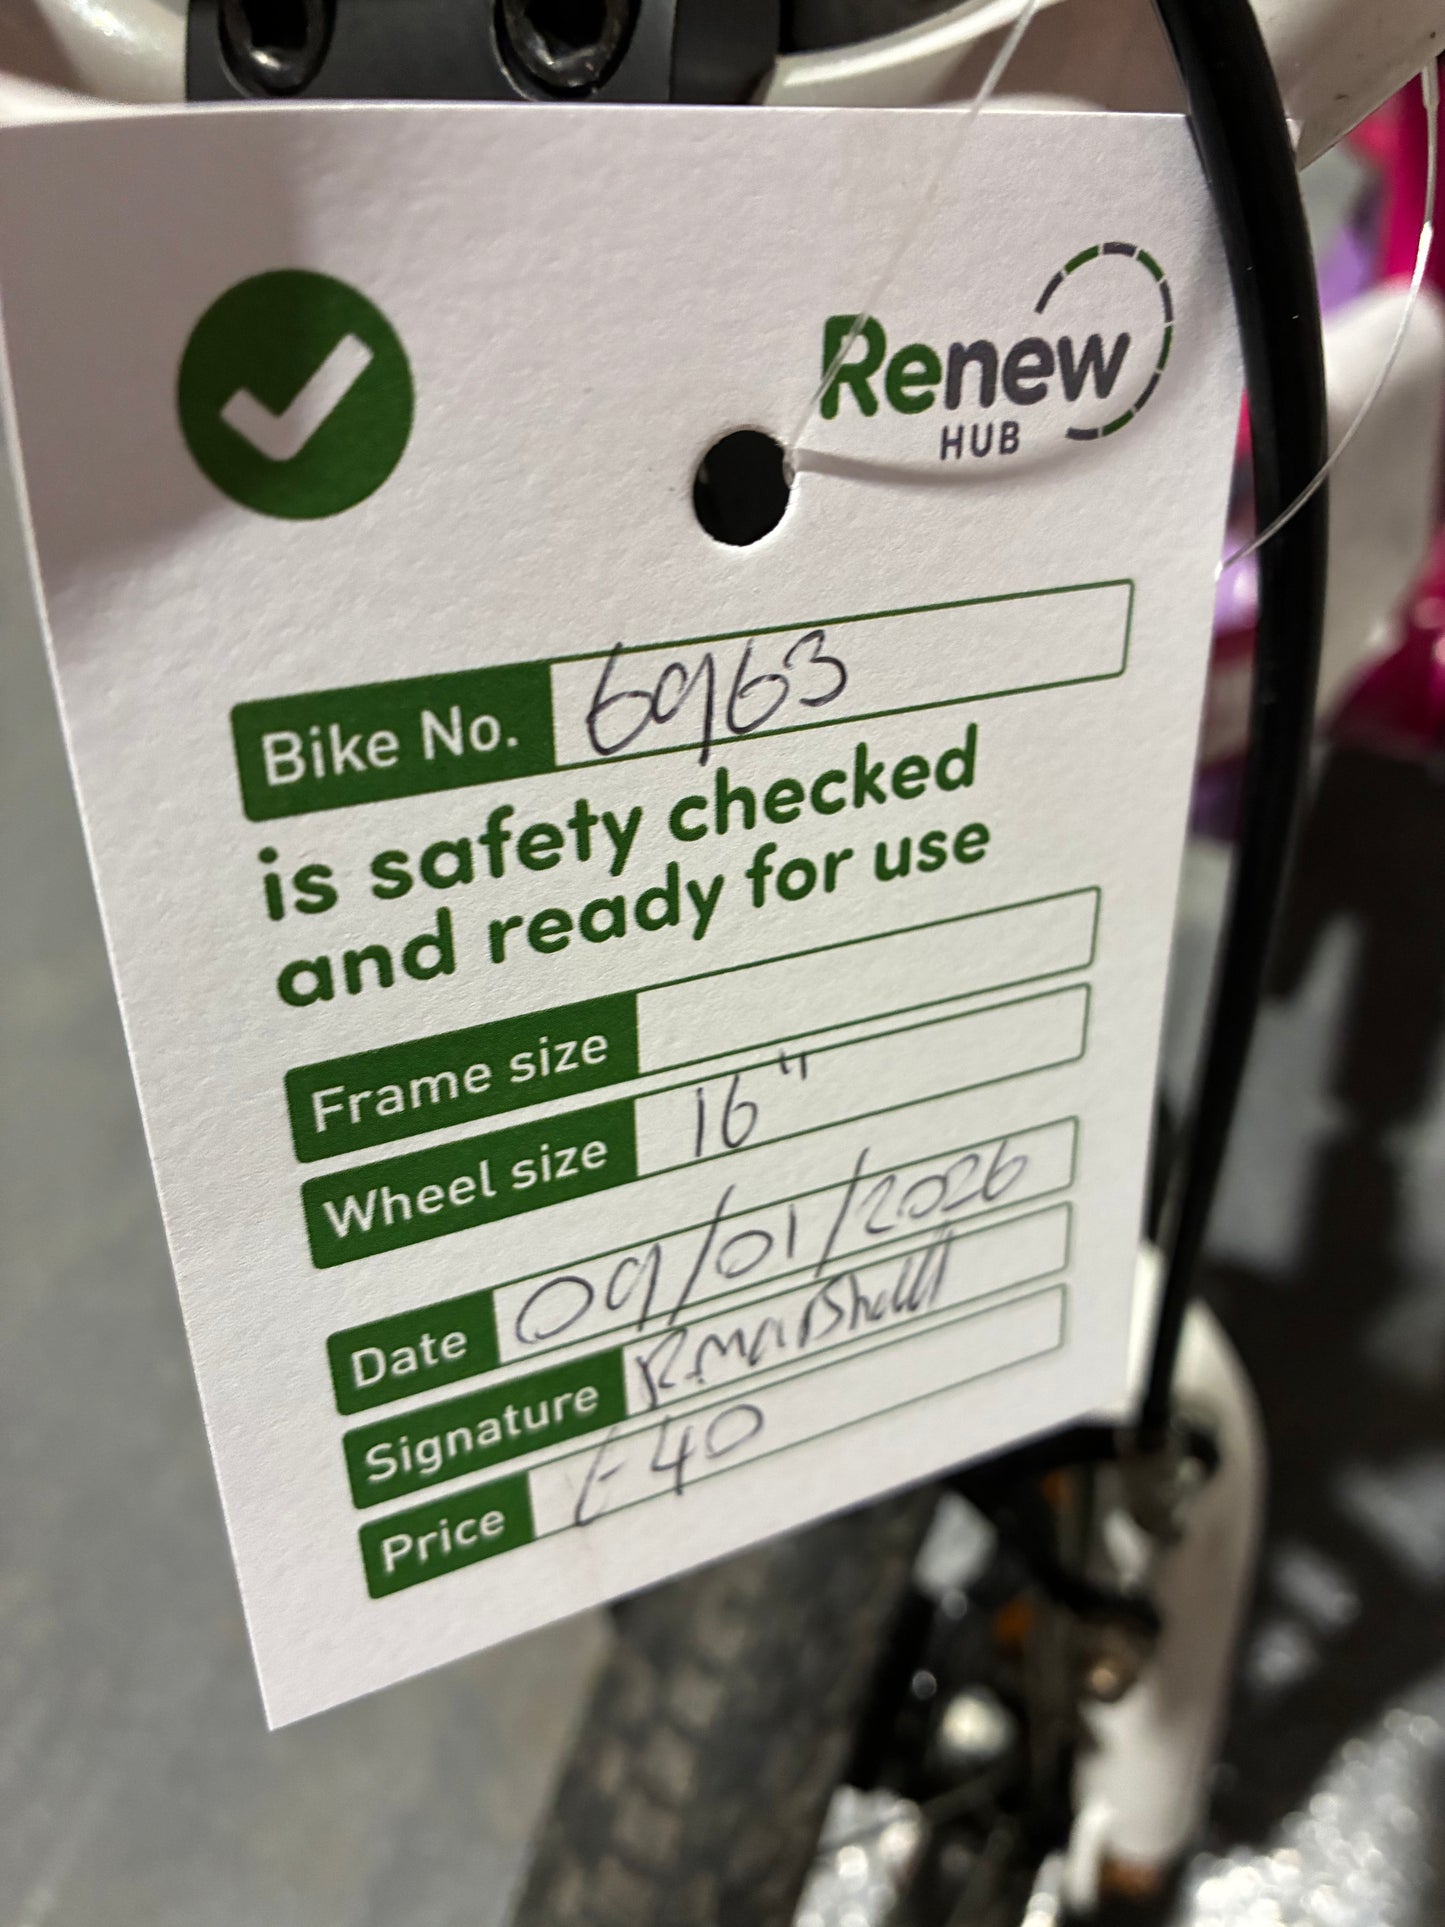 Renew
HUB
Bike No. 6963
is safety checked
and ready for use
Frame size
Wheel size 16"
Date 09/01/2026
Signature R.Marshall
Price £40